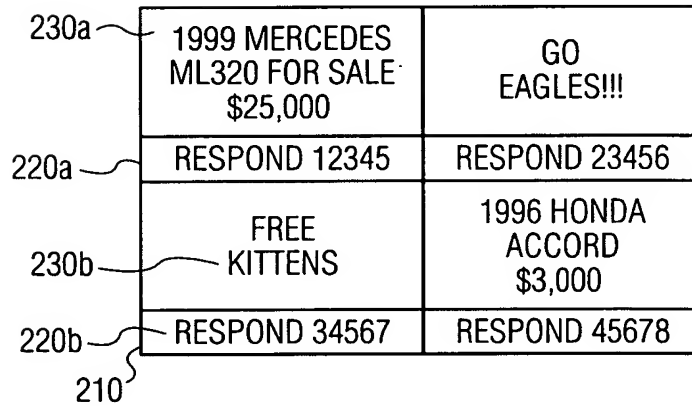 230a
1999 MERCEDES
ML320 FOR SALE
$25,000
GO
EAGLES!!!
220a
RESPOND 12345
RESPOND 23456
230b
FREE
KITTENS
1996 HONDA
ACCORD
$3,000
220b
RESPOND 34567
RESPOND 45678
210